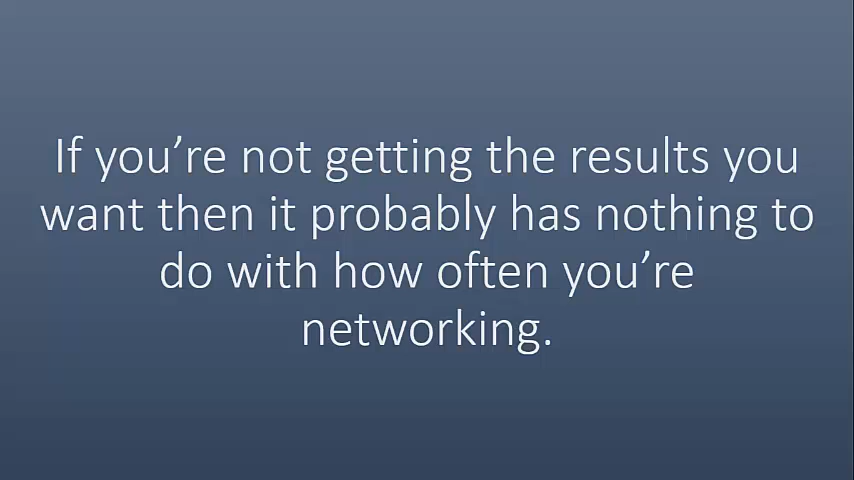 If you’re not getting the results you
want then it probably has nothing to
do with how often you’re
networking.